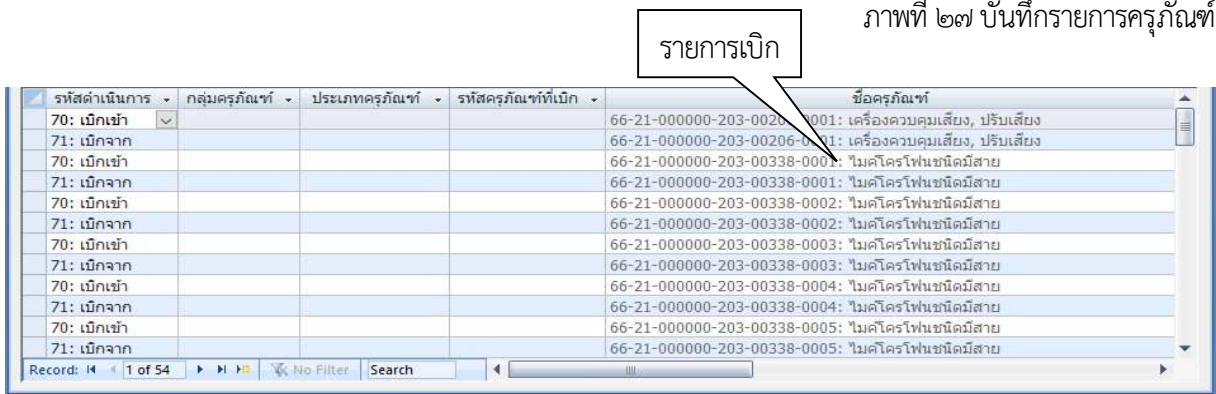 ภาพที่ ๒๗ บันทึกรายการครุภัณฑ์
รายการเบิก
รหัสดำเนินการ กลุ่มครุภัณฑ์ ประเภทครุภัณฑ์ รหัสครุภัณฑ์ที่เบิก ชื่อครุภัณฑ์
70: เบิกเข้า 66-21-000000-203-00206-0001: เครื่องควบคุมเสียง, ปรับเสียง
71: เบิกจาก 66-21-000000-203-00206-0001: เครื่องควบคุมเสียง, ปรับเสียง
70: เบิกเข้า 66-21-000000-203-00338-0001: ไมค์โครโฟนชนิดมีสาย
71: เบิกจาก 66-21-000000-203-00338-0001: ไมค์โครโฟนชนิดมีสาย
70: เบิกเข้า 66-21-000000-203-00338-0002: ไมค์โครโฟนชนิดมีสาย
71: เบิกจาก 66-21-000000-203-00338-0002: ไมค์โครโฟนชนิดมีสาย
70: เบิกเข้า 66-21-000000-203-00338-0003: ไมค์โครโฟนชนิดมีสาย
71: เบิกจาก 66-21-000000-203-00338-0003: ไมค์โครโฟนชนิดมีสาย
70: เบิกเข้า 66-21-000000-203-00338-0004: ไมค์โครโฟนชนิดมีสาย
71: เบิกจาก 66-21-000000-203-00338-0004: ไมค์โครโฟนชนิดมีสาย
70: เบิกเข้า 66-21-000000-203-00338-0005: ไมค์โครโฟนชนิดมีสาย
71: เบิกจาก 66-21-000000-203-00338-0005: ไมค์โครโฟนชนิดมีสาย
Record: 1 of 54 No Filter Search